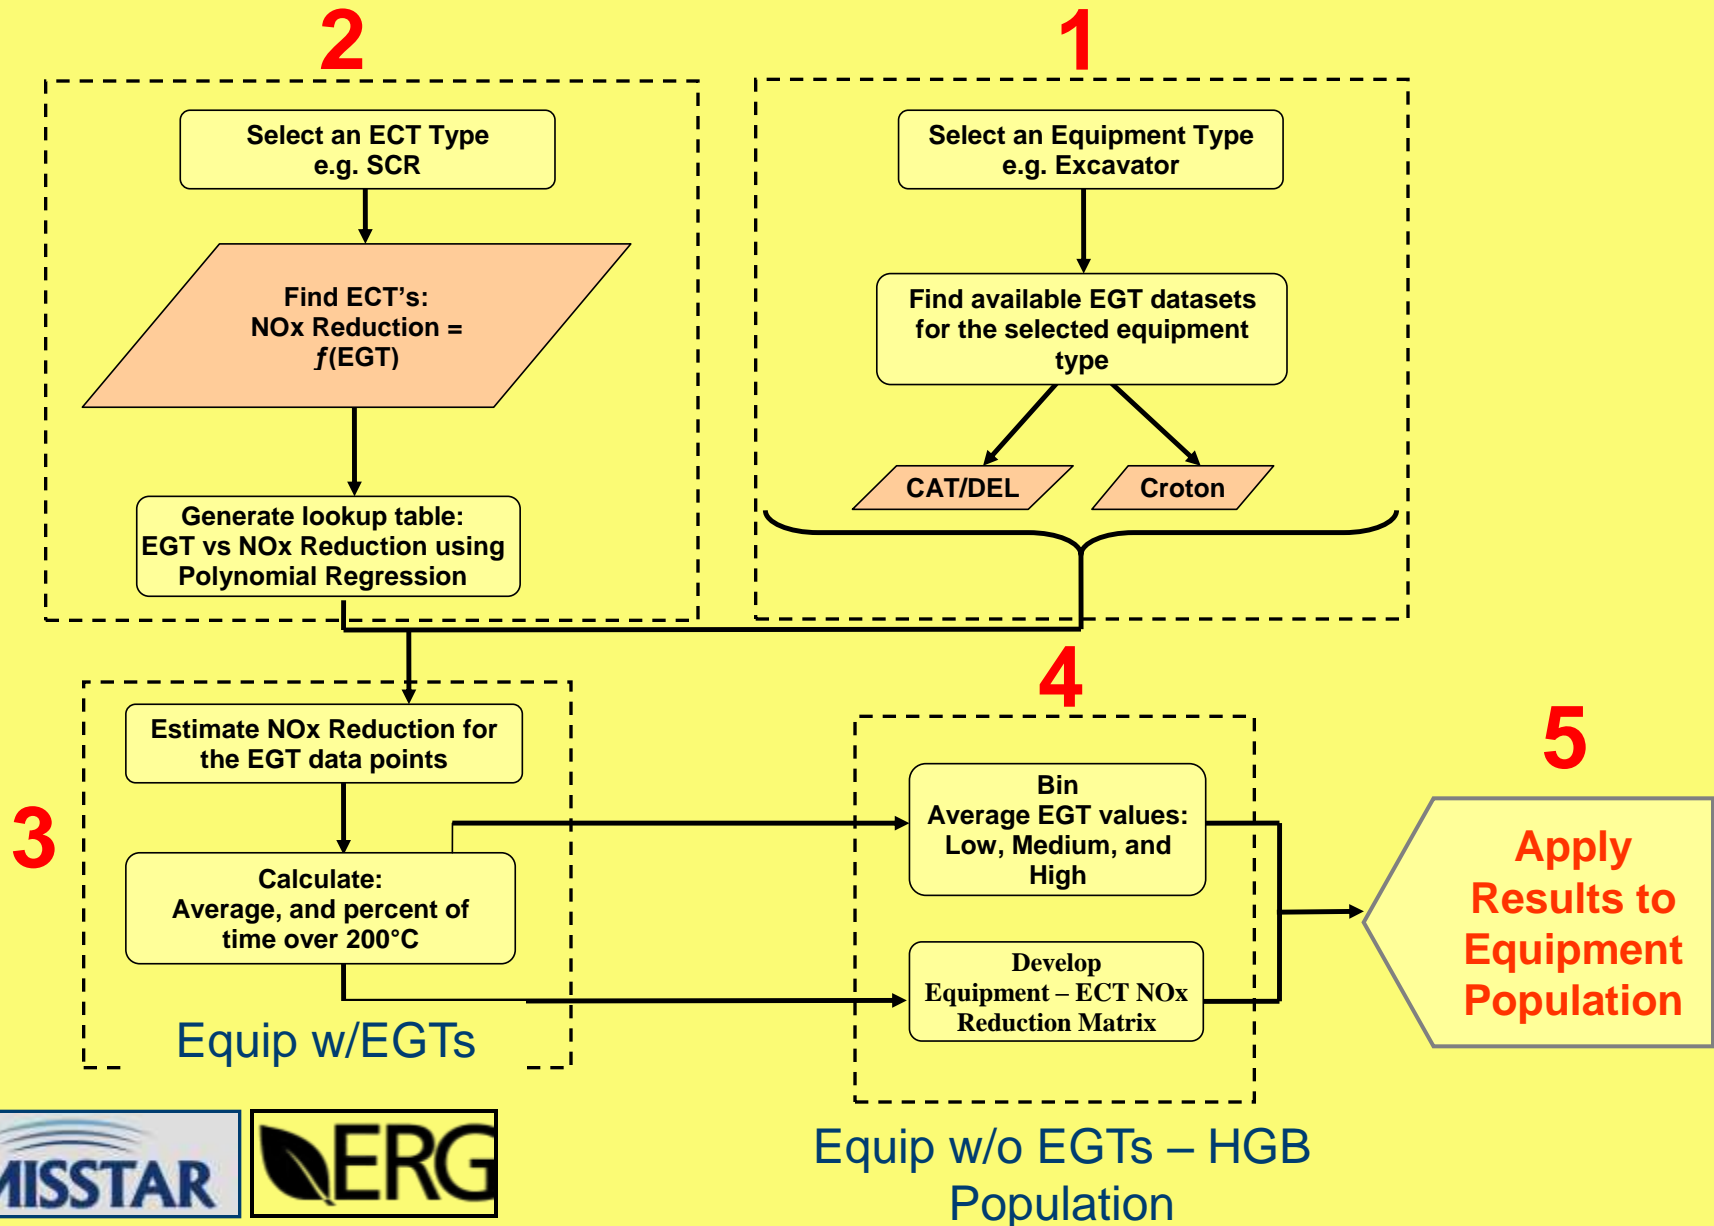 2
1
Select an ECT Type
e.g. SCR
Find ECT’s:
NOx Reduction =
ƒ(EGT)
Generate lookup table:
EGT vs NOx Reduction using
Polynomial Regression
Select an Equipment Type
e.g. Excavator
Find available EGT datasets
for the selected equipment
type
CAT/DEL
Croton
3
Estimate NOx Reduction for
the EGT data points
Calculate:
Average, and percent of
time over 200°C
Equip w/EGTs
4
Bin
Average EGT values:
Low, Medium, and
High
Develop
Equipment – ECT NOx
Reduction Matrix
Equip w/o EGTs – HGB
Population
5
Apply
Results to
Equipment
Population
MISSTAR
ERG